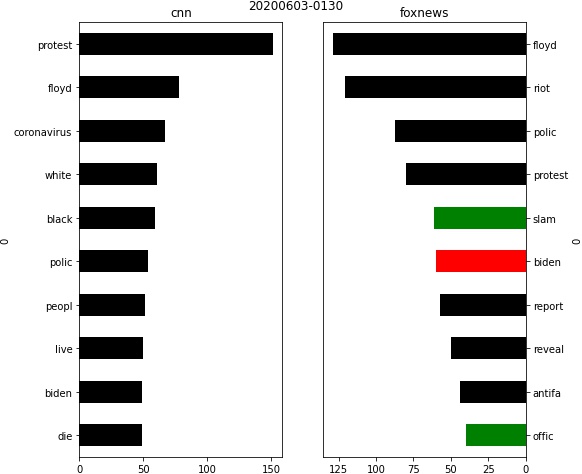 20200603-0130
cnn
foxnews
protest
floyd
coronavirus
white
black
polic
peopl
live
biden
die
0
0 50 100 150
floyd
riot
polic
protest
slam
biden
report
reveal
antifa
offic
0
125 100 75 50 25 0